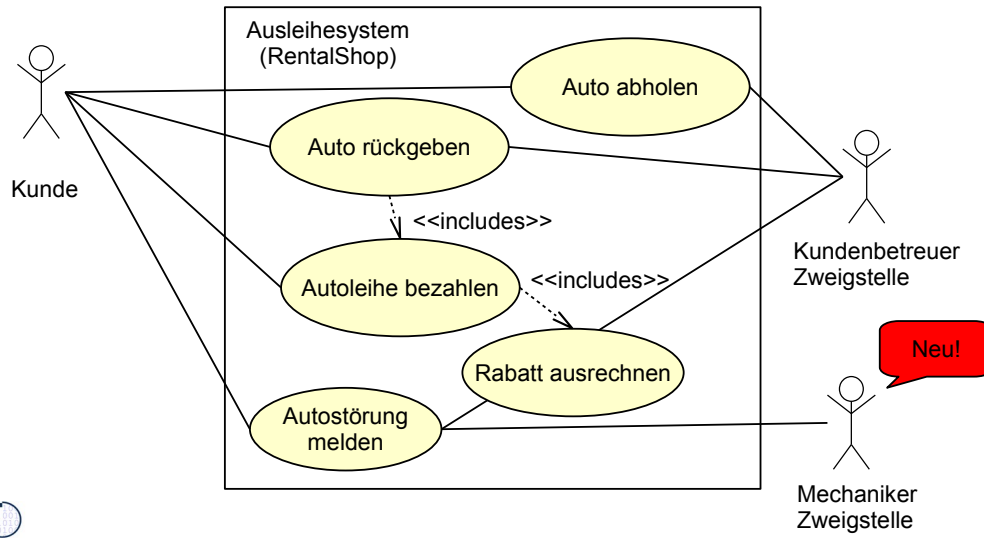 Ausleihesystem
(RentalShop)
Auto abholen
Auto rückgeben
Kunde
<<includes>>
Kundenbetreuer
Zweigstelle
Autoleihe bezahlen
<<includes>>
Neu!
Rabatt ausrechnen
Autostörung
melden
Mechaniker
Zweigstelle